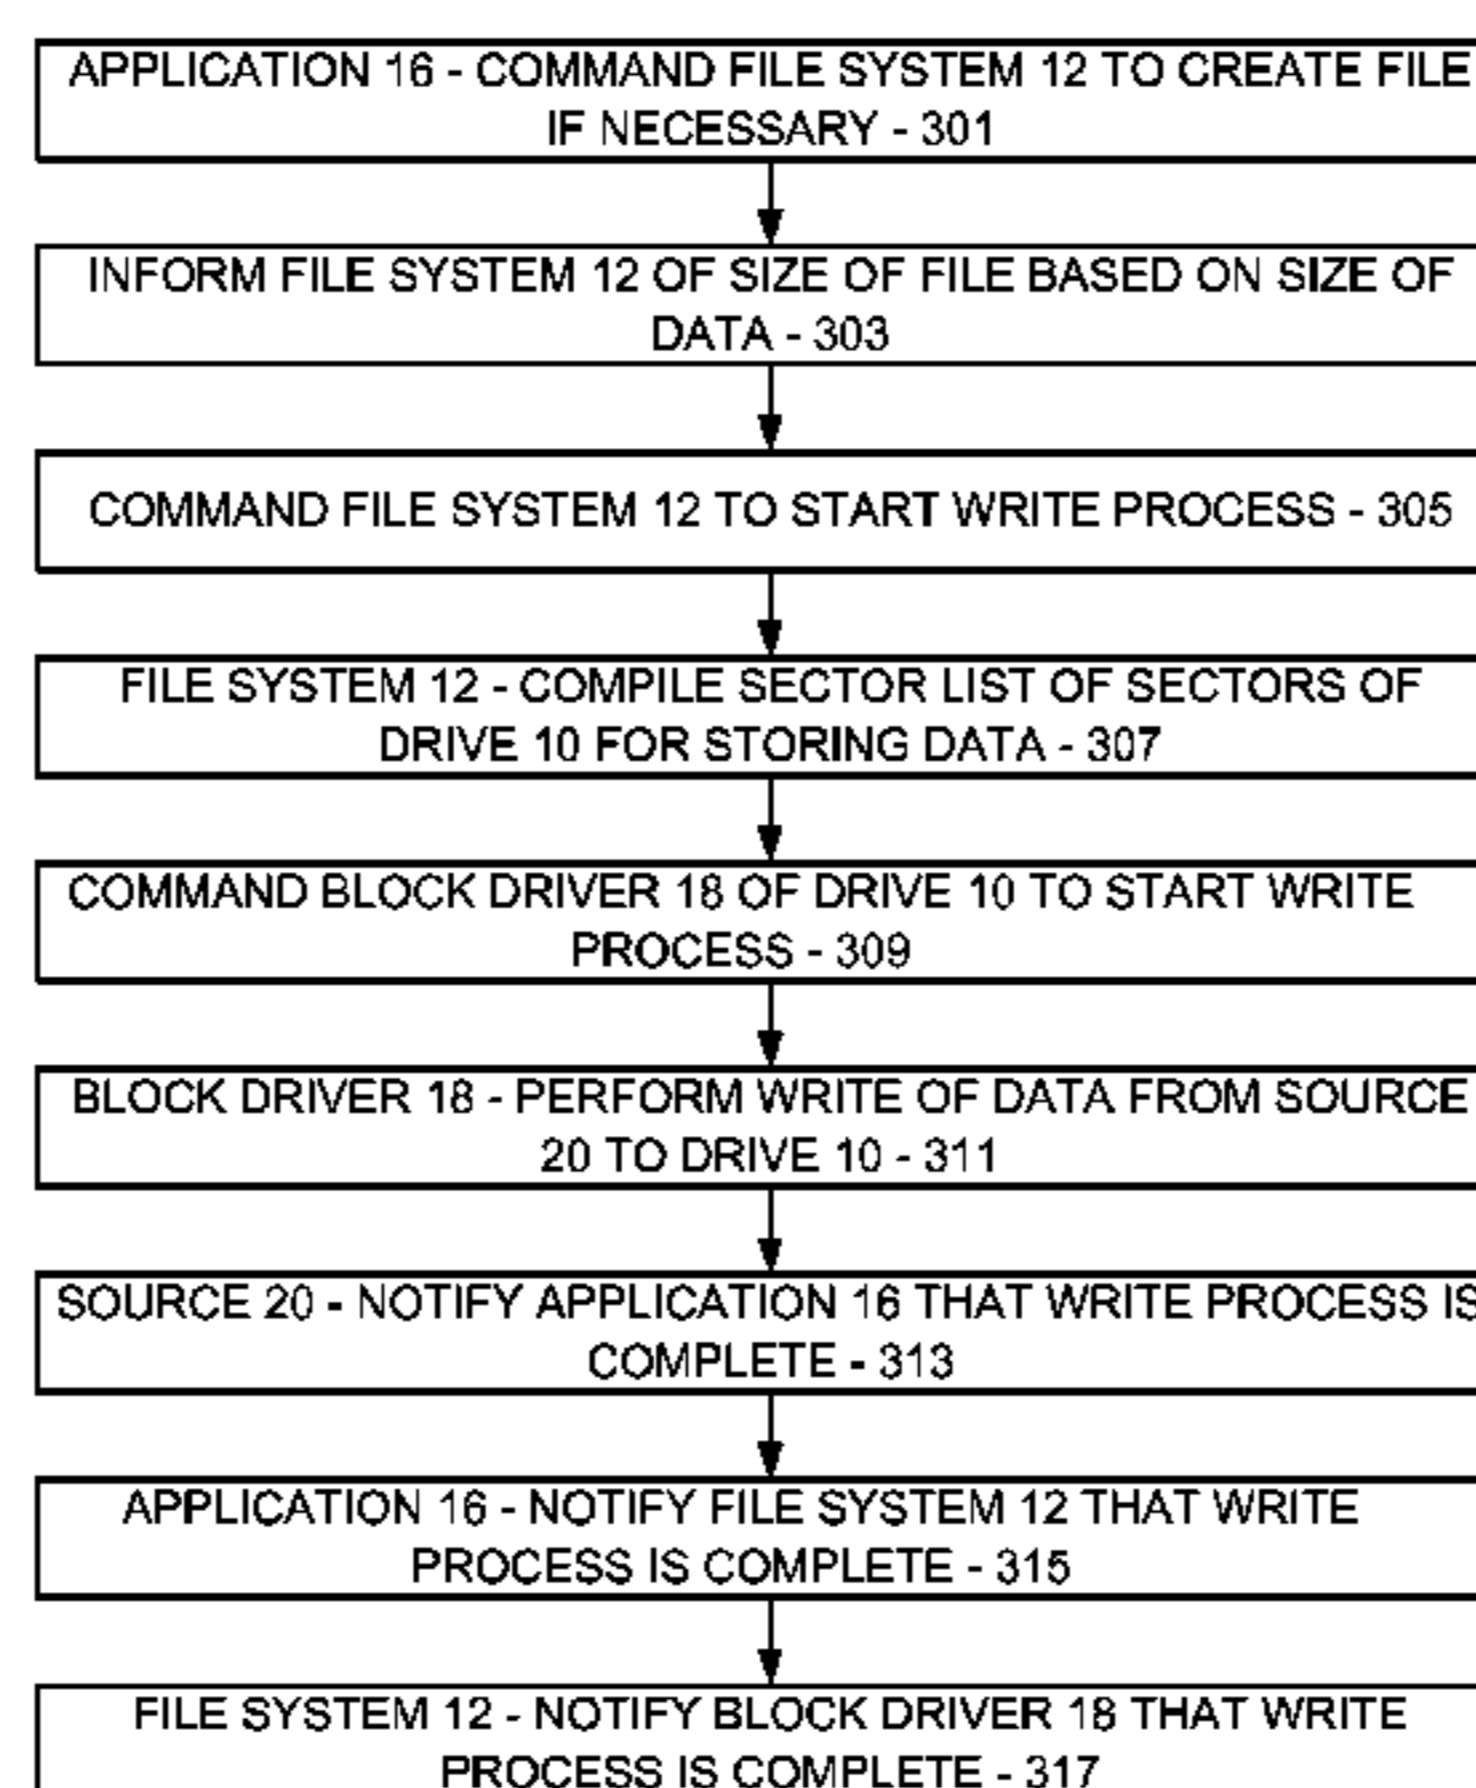 APPLICATION 16 - COMMAND FILE SYSTEM 12 TO CREATE FILE
IF NECESSARY - 301
INFORM FILE SYSTEM 12 OF SIZE OF FILE BASED ON SIZE OF
DATA - 303
COMMAND FILE SYSTEM 12 TO START WRITE PROCESS - 305
FILE SYSTEM 12 - COMPILE SECTOR LIST OF SECTORS OF
DRIVE 10 FOR STORING DATA - 307
COMMAND BLOCK DRIVER 18 OF DRIVE 10 TO START WRITE
PROCESS - 309
BLOCK DRIVER 18 - PERFORM WRITE OF DATA FROM SOURCE
20 TO DRIVE 10 - 311
SOURCE 20 - NOTIFY APPLICATION 16 THAT WRITE PROCESS IS
COMPLETE - 313
APPLICATION 16 - NOTIFY FILE SYSTEM 12 THAT WRITE
PROCESS IS COMPLETE - 315
FILE SYSTEM 12 - NOTIFY BLOCK DRIVER 18 THAT WRITE
PROCESS IS COMPLETE - 317